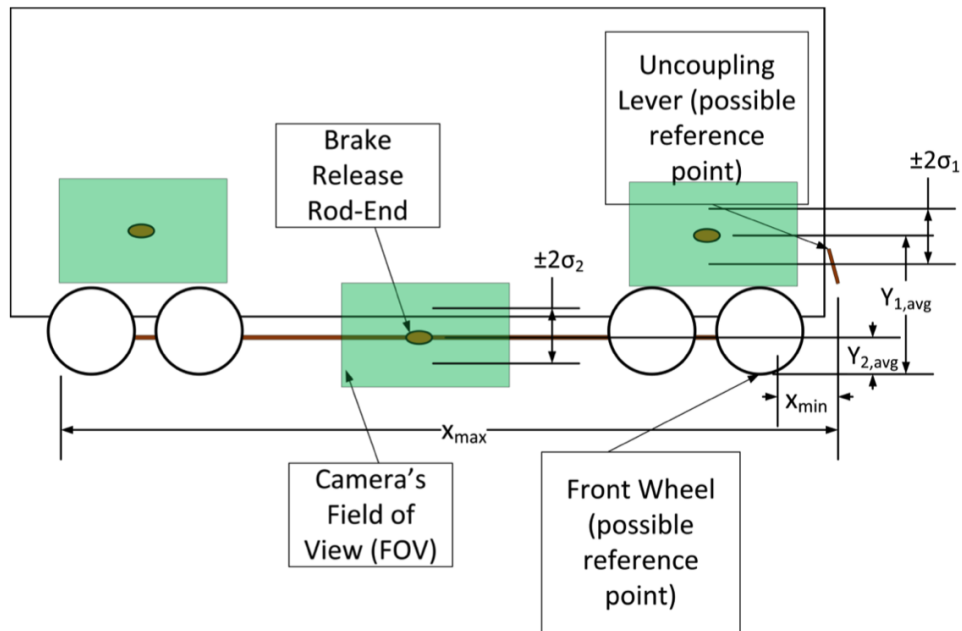 Uncoupling
Lever (possible
reference
point)
Brake
Release
Rod-End
±2σ₁
±2σ₂
Y₁,avg
Y₂,avg
xmin
xmax
Camera’s
Field of
View (FOV)
Front Wheel
(possible
reference
point)